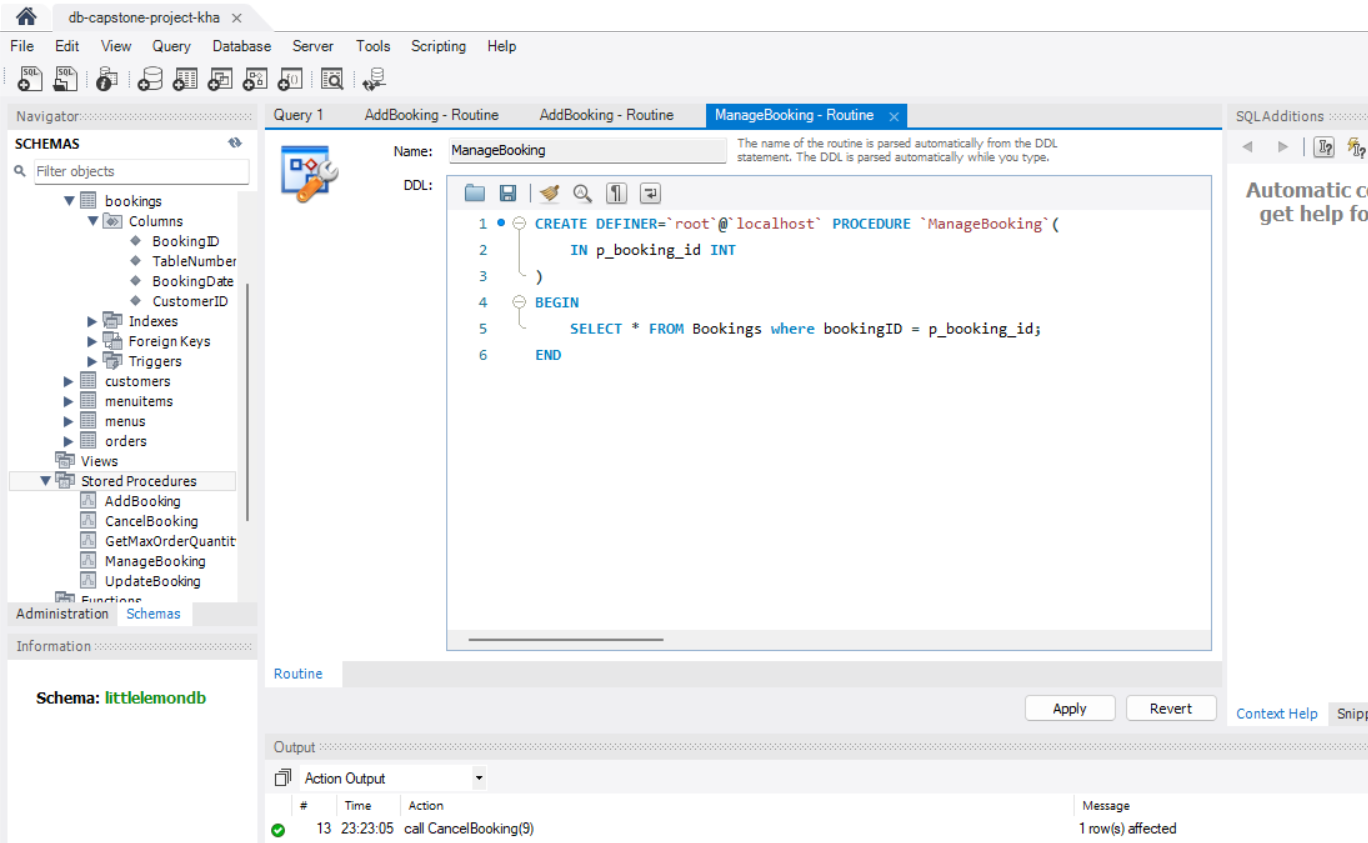 db-capstone-project-kha ×
File Edit View Query Database Server Tools Scripting Help
SQL SQL
Navigator
SCHEMAS
Filter objects
bookings
Columns
BookingID
TableNumber
BookingDate
CustomerID
Indexes
Foreign Keys
Triggers
customers
menuitems
menus
orders
Views
Stored Procedures
AddBooking
CancelBooking
GetMaxOrderQuantit
ManageBooking
UpdateBooking
Functions
Administration Schemas
Information
Schema: littlelemondb
Query 1 AddBooking - Routine AddBooking - Routine ManageBooking - Routine ×
Name: ManageBooking
The name of the routine is parsed automatically from the DDL
statement. The DDL is parsed automatically while you type.
DDL:
1 CREATE DEFINER=`root`@`localhost` PROCEDURE `ManageBooking`(
2 IN p_booking_id INT
3 )
4 BEGIN
5 SELECT * FROM Bookings where bookingID = p_booking_id;
6 END
Routine
Apply Revert
SQLAdditions
Automatic c
get help fo
Context Help Snipp
Output
Action Output
# Time Action Message
13 23:23:05 call CancelBooking(9) 1 row(s) affected